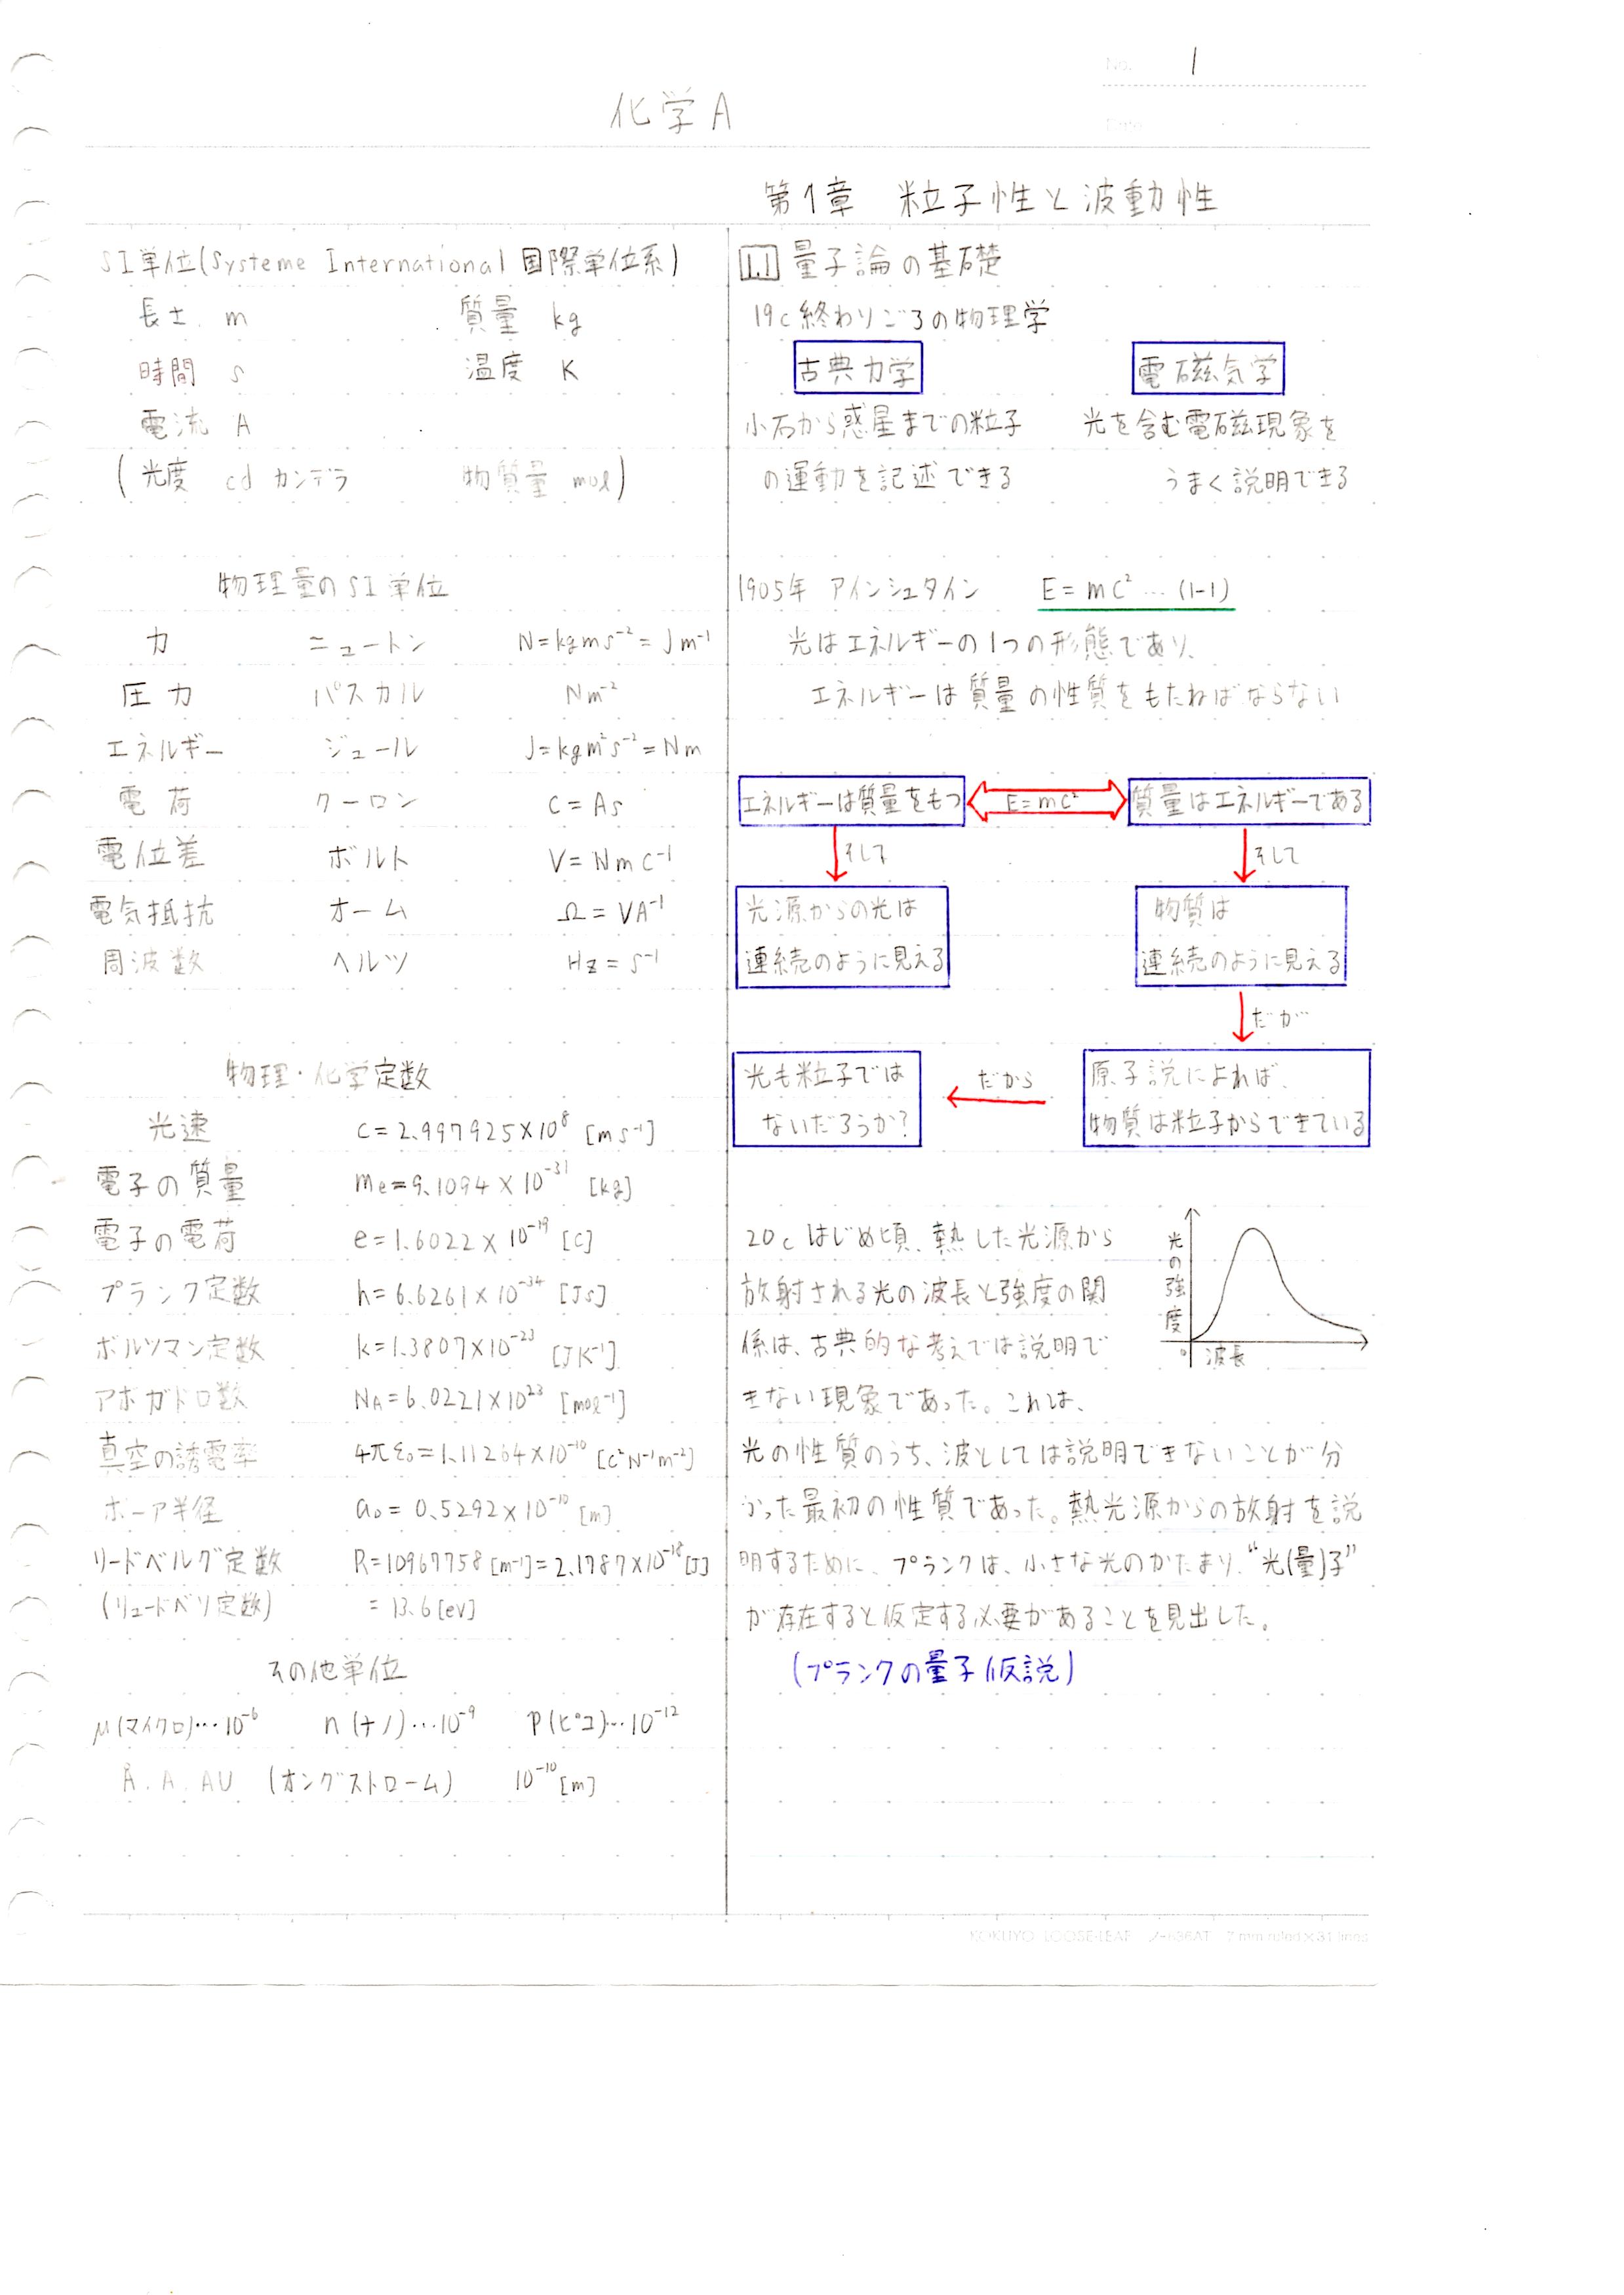 No. 1
化学A
Date
第1章 粒子性と波動性
SI単位(Systeme International 国際単位系)
長さ m 質量 kg
時間 s 温度 K
電流 A
(光度 cd カンデラ 物質量 mol)
物理量のSI単位
力 ニュートン N=kgms⁻²=Jm⁻¹
圧力 パスカル Nm⁻²
エネルギー ジュール J=kgm²s⁻²=Nm
電荷 クーロン C=As
電位差 ボルト V=NmC⁻¹
電気抵抗 オーム Ω=VA⁻¹
周波数 ヘルツ Hz=s⁻¹
物理・化学定数
光速 c=2.997925×10⁸ [ms⁻¹]
電子の質量 me=9.1094×10⁻³¹ [kg]
電子の電荷 e=1.6022×10⁻¹⁹ [C]
プランク定数 h=6.6261×10⁻³⁴ [Js]
ボルツマン定数 k=1.3807×10⁻²³ [JK⁻¹]
アボガドロ数 NA=6.0221×10²³ [mol⁻¹]
真空の誘電率 4πε₀=1.11264×10⁻¹⁰ [C²N⁻¹m⁻²]
ボーア半径 a₀=0.5292×10⁻¹⁰ [m]
リードベルグ定数 R=10967758[m⁻¹]=2.1787×10⁻¹⁸[J]
(リュードベリ定数) =13.6[eV]
その他単位
μ(マイクロ)…10⁻⁶ n(ナノ)…10⁻⁹ p(ピコ)…10⁻¹²
Å. A. AU (オングストローム) 10⁻¹⁰[m]
1.1 量子論の基礎
19c終わりごろの物理学
古典力学 電磁気学
小石から惑星までの粒子 光を含む電磁現象を
の運動を記述できる うまく説明できる
1905年 アインシュタイン E=mc² … (1-1)
光はエネルギーの1つの形態であり、
エネルギーは質量の性質をもたねばならない
エネルギーは質量をもつ E=mc² 質量はエネルギーである
そして そして
光源からの光は 物質は
連続のように見える 連続のように見える
だが
光も粒子では だから 原子説によれば、
ないだろうか? 物質は粒子からできている
20cはじめ頃、熱した光源から
放射される光の波長と強度の関
係は、古典的な考えでは説明で
きない現象であった。これは、
光の強度
0 波長
光の性質のうち、波としては説明できないことが分
かった最初の性質であった。熱光源からの放射を説
明するために、プランクは、小さな光のかたまり、“光(量)子”
が存在すると仮定する必要があることを見出した。
(プランクの量子仮説)
KOKUYO LOOSE-LEAF ノ-836AT 7 mm ruled×31 lines